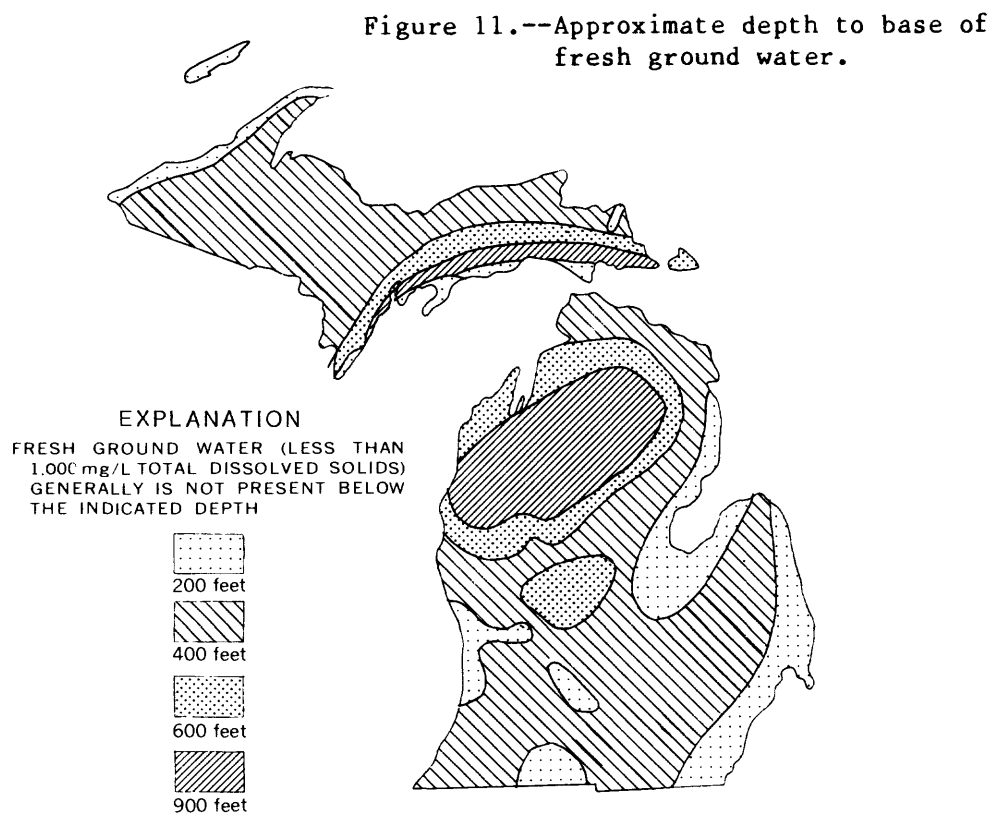 Figure 11.--Approximate depth to base of
fresh ground water.
EXPLANATION
FRESH GROUND WATER (LESS THAN
1,000 mg/L TOTAL DISSOLVED SOLIDS)
GENERALLY IS NOT PRESENT BELOW
THE INDICATED DEPTH
200 feet
400 feet
600 feet
900 feet